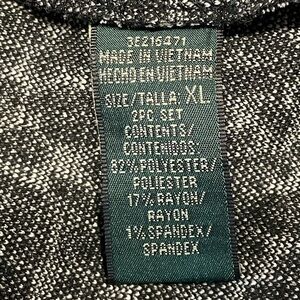 3E215471
MADE IN VIETNAM
HECHO EN VIETNAM
SIZE/TALLA: XL
2PC. SET
CONTENTS/
CONTENIDOS:
82% POLYESTER/
POLIESTER
17% RAYON/
RAYON
1% SPANDEX/
SPANDEX